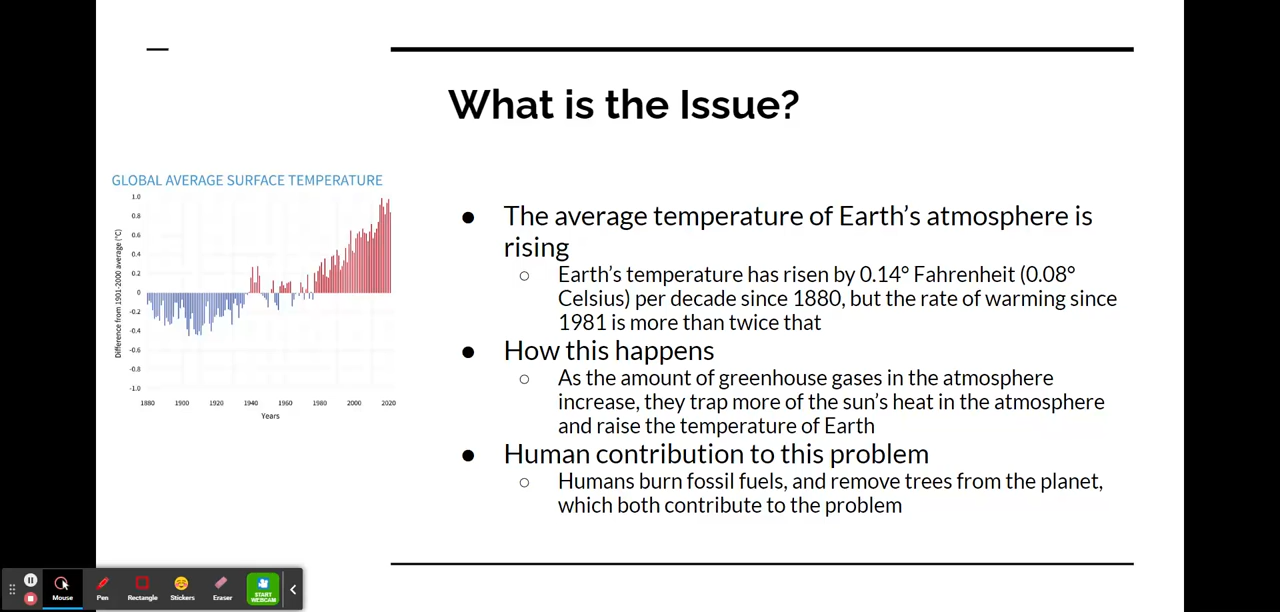 What is the Issue?
GLOBAL AVERAGE SURFACE TEMPERATURE
1.0
0.8
0.6
0.4
0.2
0
-0.2
-0.4
-0.6
-0.8
-1.0
Difference from 1901-2000 average (°C)
1880 1900 1920 1940 1960 1980 2000 2020
Years
● The average temperature of Earth's atmosphere is
rising
○ Earth's temperature has risen by 0.14° Fahrenheit (0.08°
Celsius) per decade since 1880, but the rate of warming since
1981 is more than twice that
● How this happens
○ As the amount of greenhouse gases in the atmosphere
increase, they trap more of the sun's heat in the atmosphere
and raise the temperature of Earth
● Human contribution to this problem
○ Humans burn fossil fuels, and remove trees from the planet,
which both contribute to the problem
Mouse Pen Rectangle Stickers Eraser
START
WEBCAM